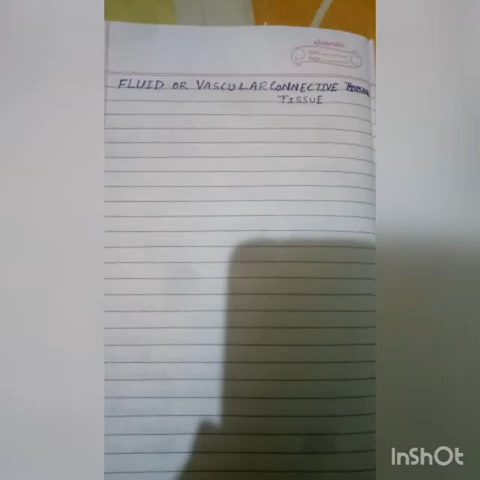 FLUID OR VASCULAR CONNECTIVE
TISSUE
InShOt